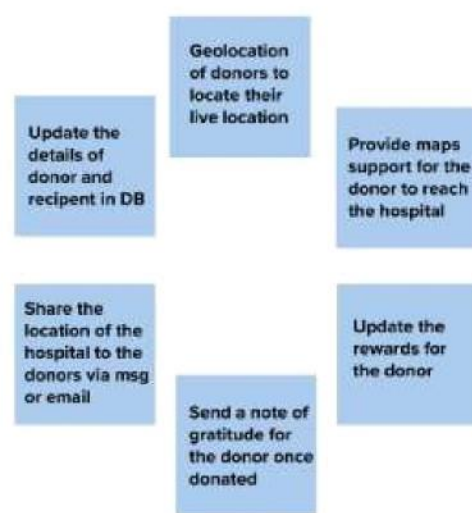 Geolocation
of donors to
locate their
live location
Update the
details of
donor and
recipent in DB
Provide maps
support for the
donor to reach
the hospital
Share the
location of the
hospital to the
donors via msg
or email
Update the
rewards for
the donor
Send a note of
gratitude for
the donor once
donated